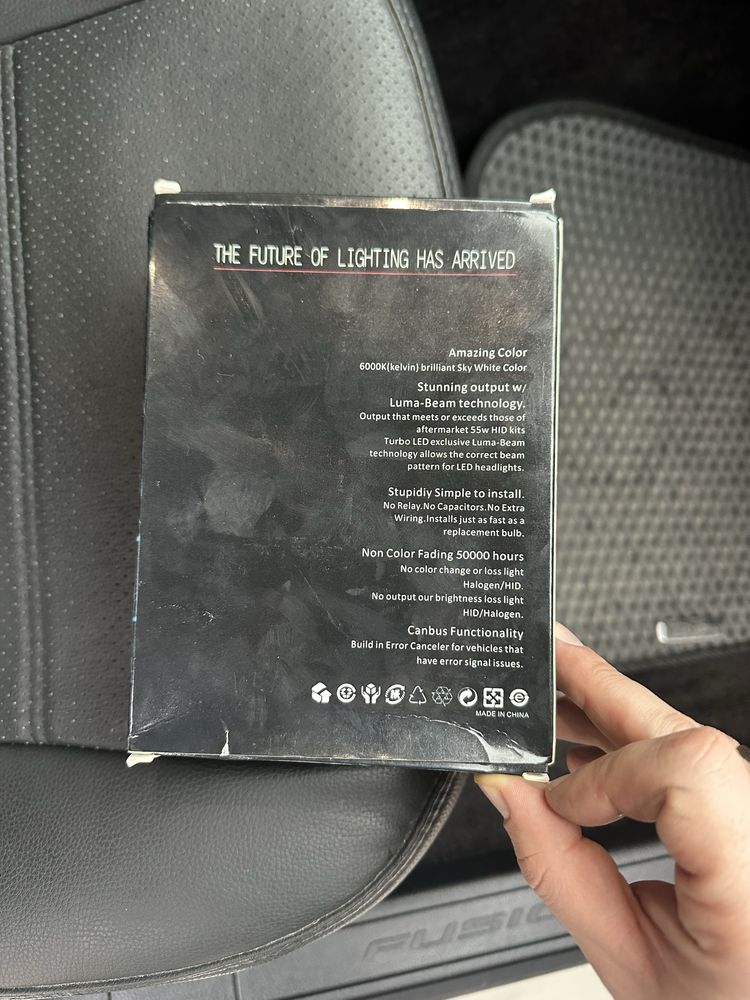 THE FUTURE OF LIGHTING HAS ARRIVED
Amazing Color
6000K(kelvin) brilliant Sky White Color
Stunning output w/
Luma-Beam technology.
Output that meets or exceeds those of
aftermarket 55w HID kits
Turbo LED exclusive Luma-Beam
technology allows the correct beam
pattern for LED headlights.
Stupidiy Simple to install.
No Relay.No Capacitors.No Extra
Wiring.Installs just as fast as a
replacement bulb.
Non Color Fading 50000 hours
No color change or loss light
Halogen/HID.
No output our brightness loss light
HID/Halogen.
Canbus Functionality
Build in Error Canceler for vehicles that
have error signal issues.
MADE IN CHINA